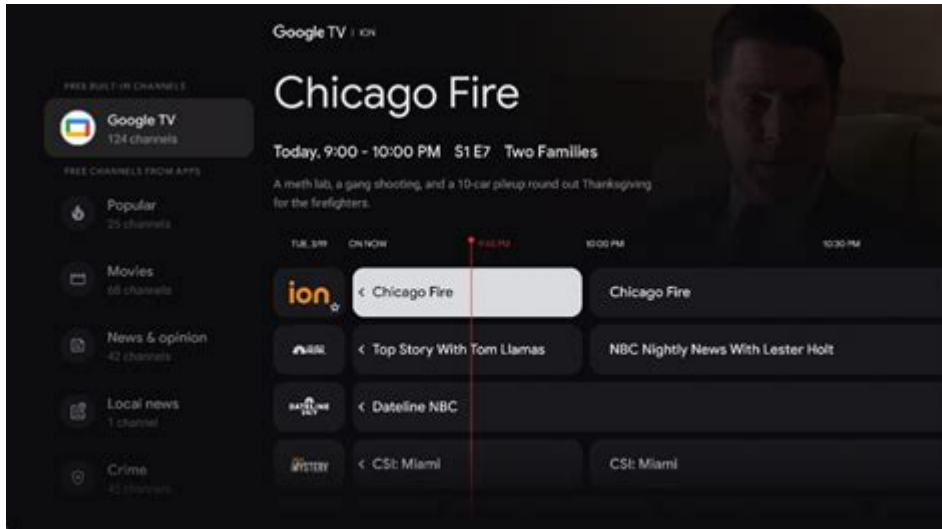 Google TV | ION
Chicago Fire
Today, 9:00 - 10:00 PM S1 E7 Two Families
A meth lab, a gang shooting, and a 10-car pileup round out Thanksgiving
for the firefighters.
FREE BUILT-IN CHANNELS
Google TV
124 channels
FREE CHANNELS FROM APPS
Popular
25 channels
Movies
68 channels
News & opinion
42 channels
Local news
1 channel
Crime
45 channels
ON NOW
10:00 PM
10:30 PM
ion
< Chicago Fire
Chicago Fire
< Top Story With Tom Llamas
NBC Nightly News With Lester Holt
DATELINE
< Dateline NBC
MYSTERY
< CSI: Miami
CSI: Miami